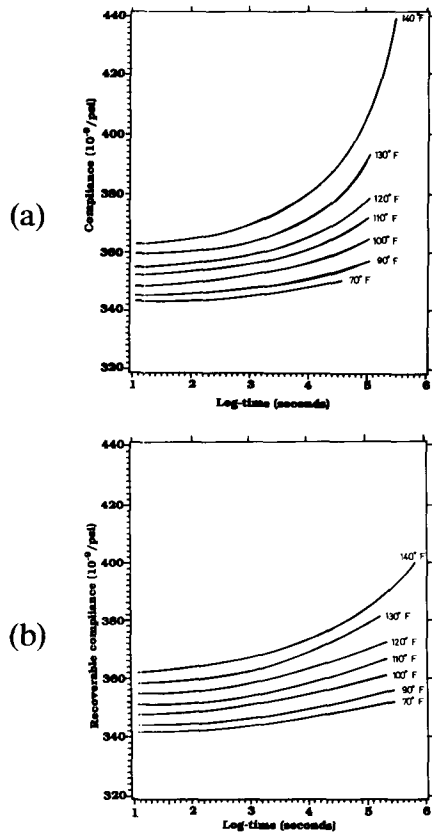 (a)
Compliance (10⁻⁹/psi)
440
420
400
380
360
340
320
140° F
130° F
120° F
110° F
100° F
90° F
70° F
1
2
3
4
5
6
Log-time (seconds)
(b)
Recoverable compliance (10⁻⁹/psi)
440
420
400
380
360
340
320
140° F
130° F
120° F
110° F
100° F
90° F
70° F
1
2
3
4
5
6
Log-time (seconds)